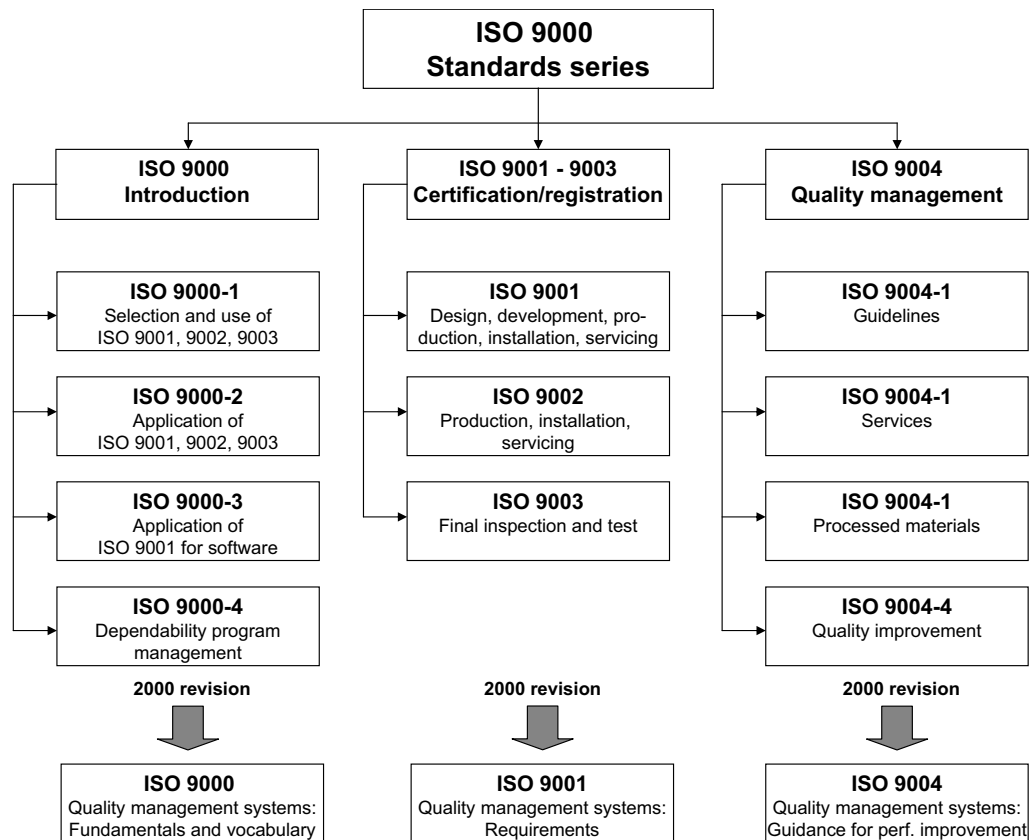 ISO 9000
Standards series
ISO 9000
Introduction
ISO 9001 - 9003
Certification/registration
ISO 9004
Quality management
ISO 9000-1
Selection and use of
ISO 9001, 9002, 9003
ISO 9001
Design, development, pro-
duction, installation, servicing
ISO 9004-1
Guidelines
ISO 9000-2
Application of
ISO 9001, 9002, 9003
ISO 9002
Production, installation,
servicing
ISO 9004-1
Services
ISO 9000-3
Application of
ISO 9001 for software
ISO 9003
Final inspection and test
ISO 9004-1
Processed materials
ISO 9000-4
Dependability program
management
ISO 9004-4
Quality improvement
2000 revision
2000 revision
2000 revision
ISO 9000
Quality management systems:
Fundamentals and vocabulary
ISO 9001
Quality management systems:
Requirements
ISO 9004
Quality management systems:
Guidance for perf. improvement